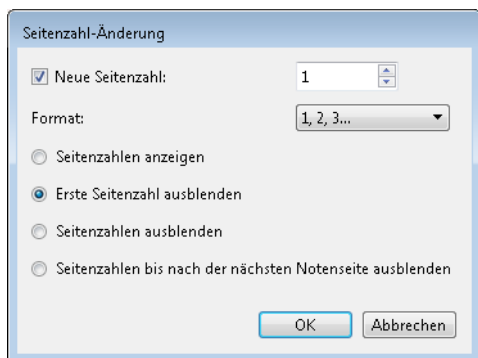 Seitenzahl-Änderung
Neue Seitenzahl: 1
Format: 1, 2, 3...
Seitenzahlen anzeigen
Erste Seitenzahl ausblenden
Seitenzahlen ausblenden
Seitenzahlen bis nach der nächsten Notenseite ausblenden
OK Abbrechen